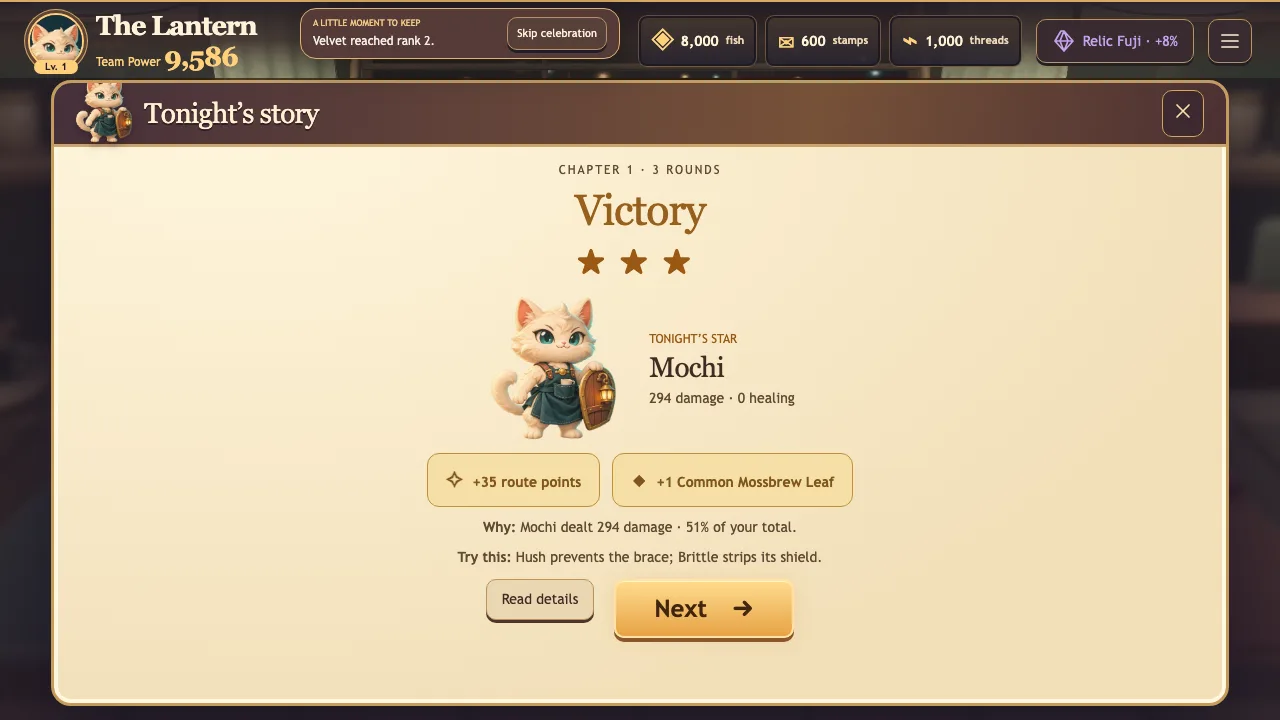 The Lantern
Lv. 1
Team Power 9,586
A LITTLE MOMENT TO KEEP
Velvet reached rank 2.
Skip celebration
8,000 fish
600 stamps
1,000 threads
Relic Fuji · +8%
Tonight’s story
CHAPTER 1 · 3 ROUNDS
Victory
TONIGHT’S STAR
Mochi
294 damage · 0 healing
+35 route points
+1 Common Mossbrew Leaf
Why: Mochi dealt 294 damage · 51% of your total.
Try this: Hush prevents the brace; Brittle strips its shield.
Read details
Next